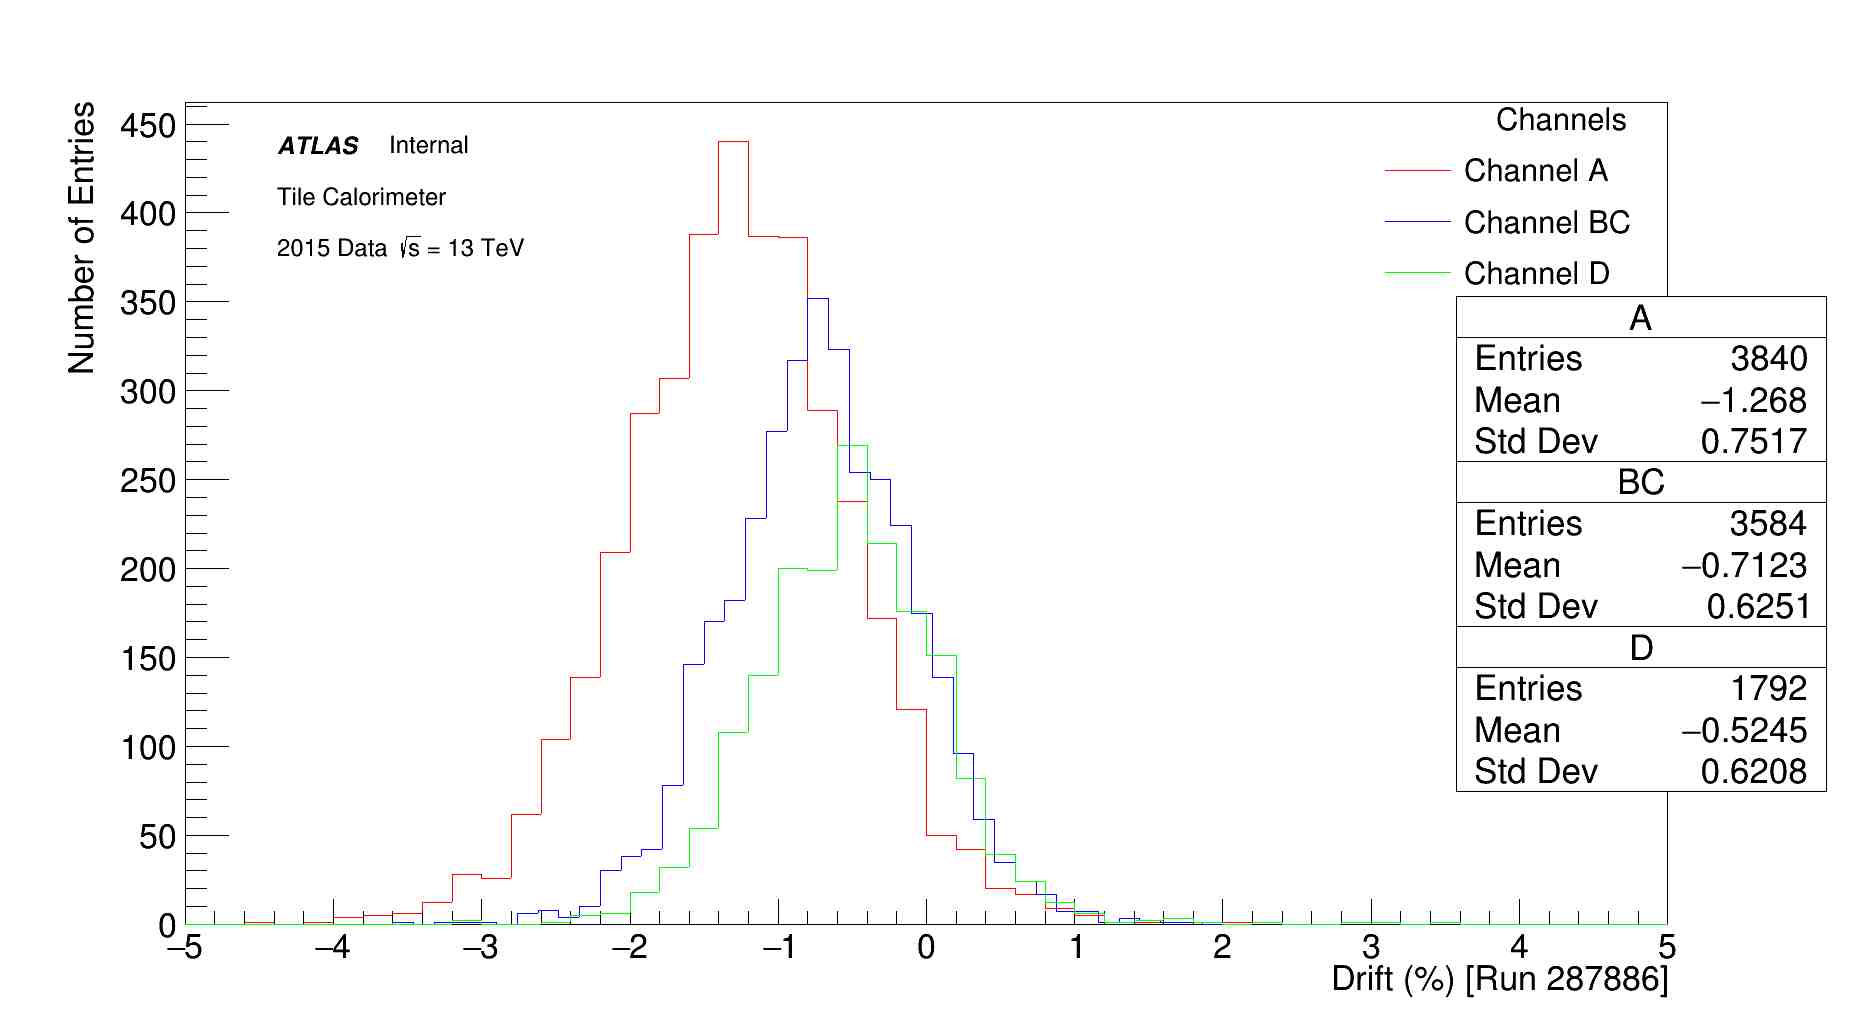 Number of Entries
450
400
350
300
250
200
150
100
50
0
ATLAS Internal
Tile Calorimeter
2015 Data √s = 13 TeV
Channels
Channel A
Channel BC
Channel D
A
Entries 3840
Mean −1.268
Std Dev 0.7517
BC
Entries 3584
Mean −0.7123
Std Dev 0.6251
D
Entries 1792
Mean −0.5245
Std Dev 0.6208
−5 −4 −3 −2 −1 0 1 2 3 4 5
Drift (%) [Run 287886]